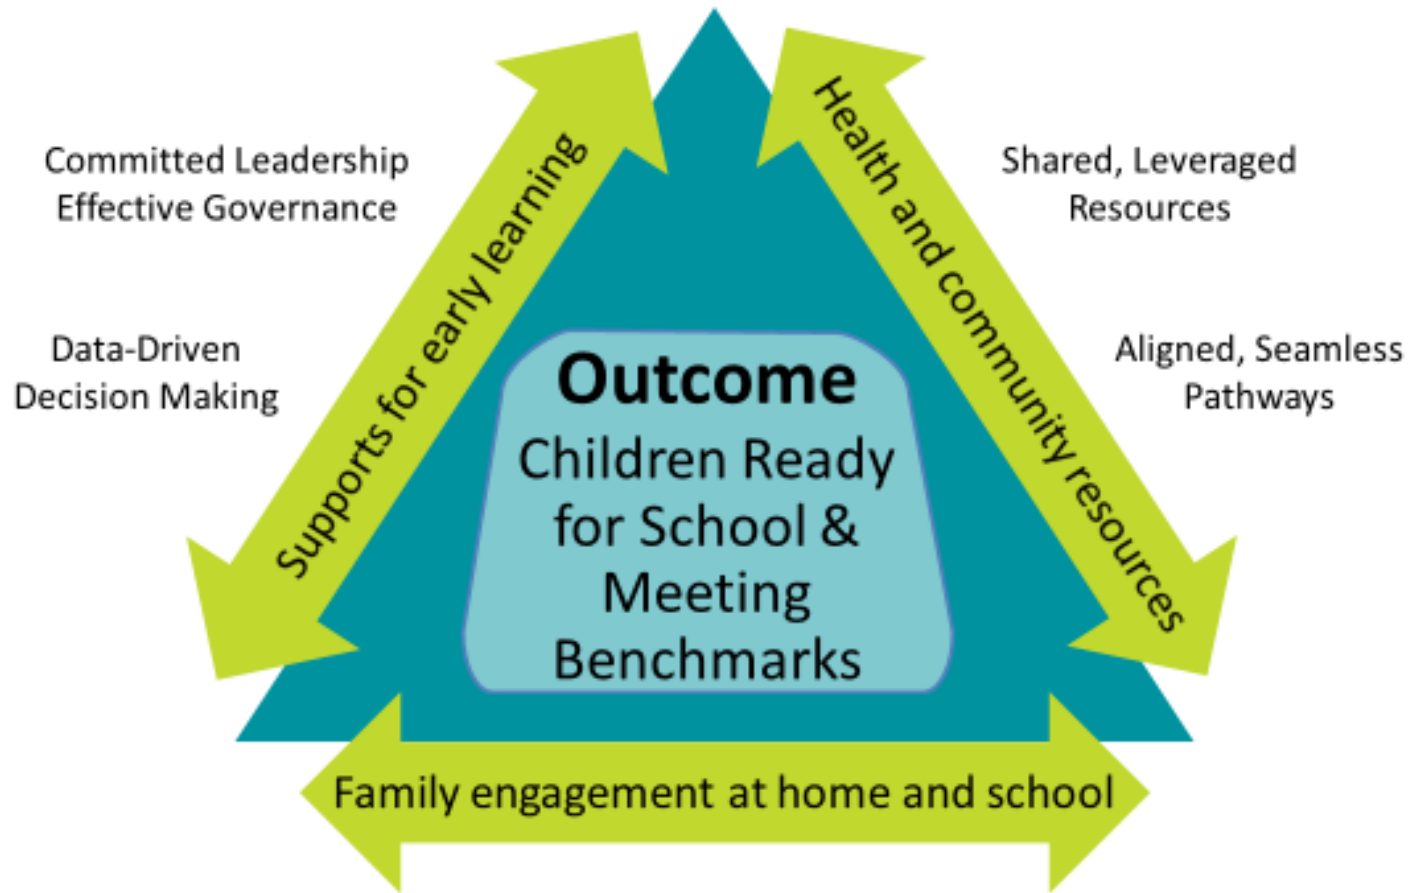 Committed Leadership
Effective Governance
Data-Driven
Decision Making
Supports for early learning
Health and community resources
Shared, Leveraged
Resources
Aligned, Seamless
Pathways
Outcome
Children Ready
for School &
Meeting
Benchmarks
Family engagement at home and school